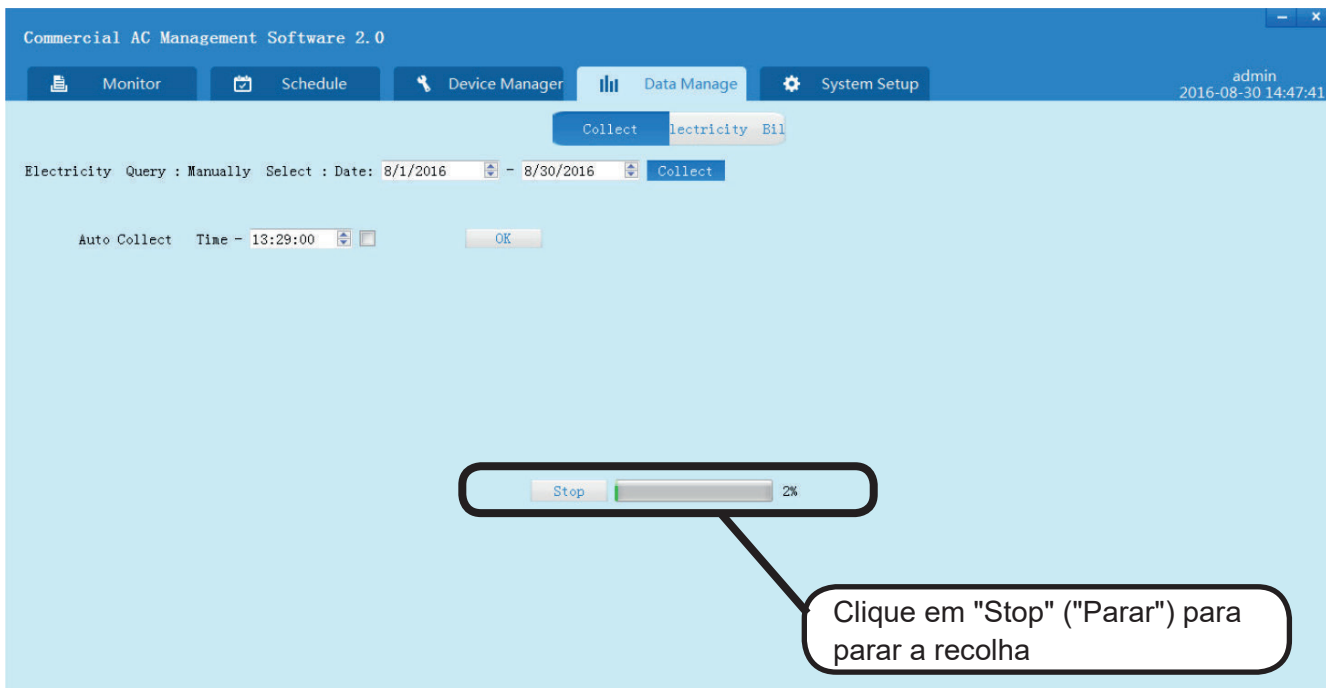 Commercial AC Management Software 2.0
Monitor Schedule Device Manager Data Manage System Setup
admin
2016-08-30 14:47:41
Collect lectricity Bil
Electricity Query : Manually Select : Date: 8/1/2016 - 8/30/2016 Collect
Auto Collect Time - 13:29:00 OK
Stop 2%
Clique em "Stop" ("Parar") para
parar a recolha